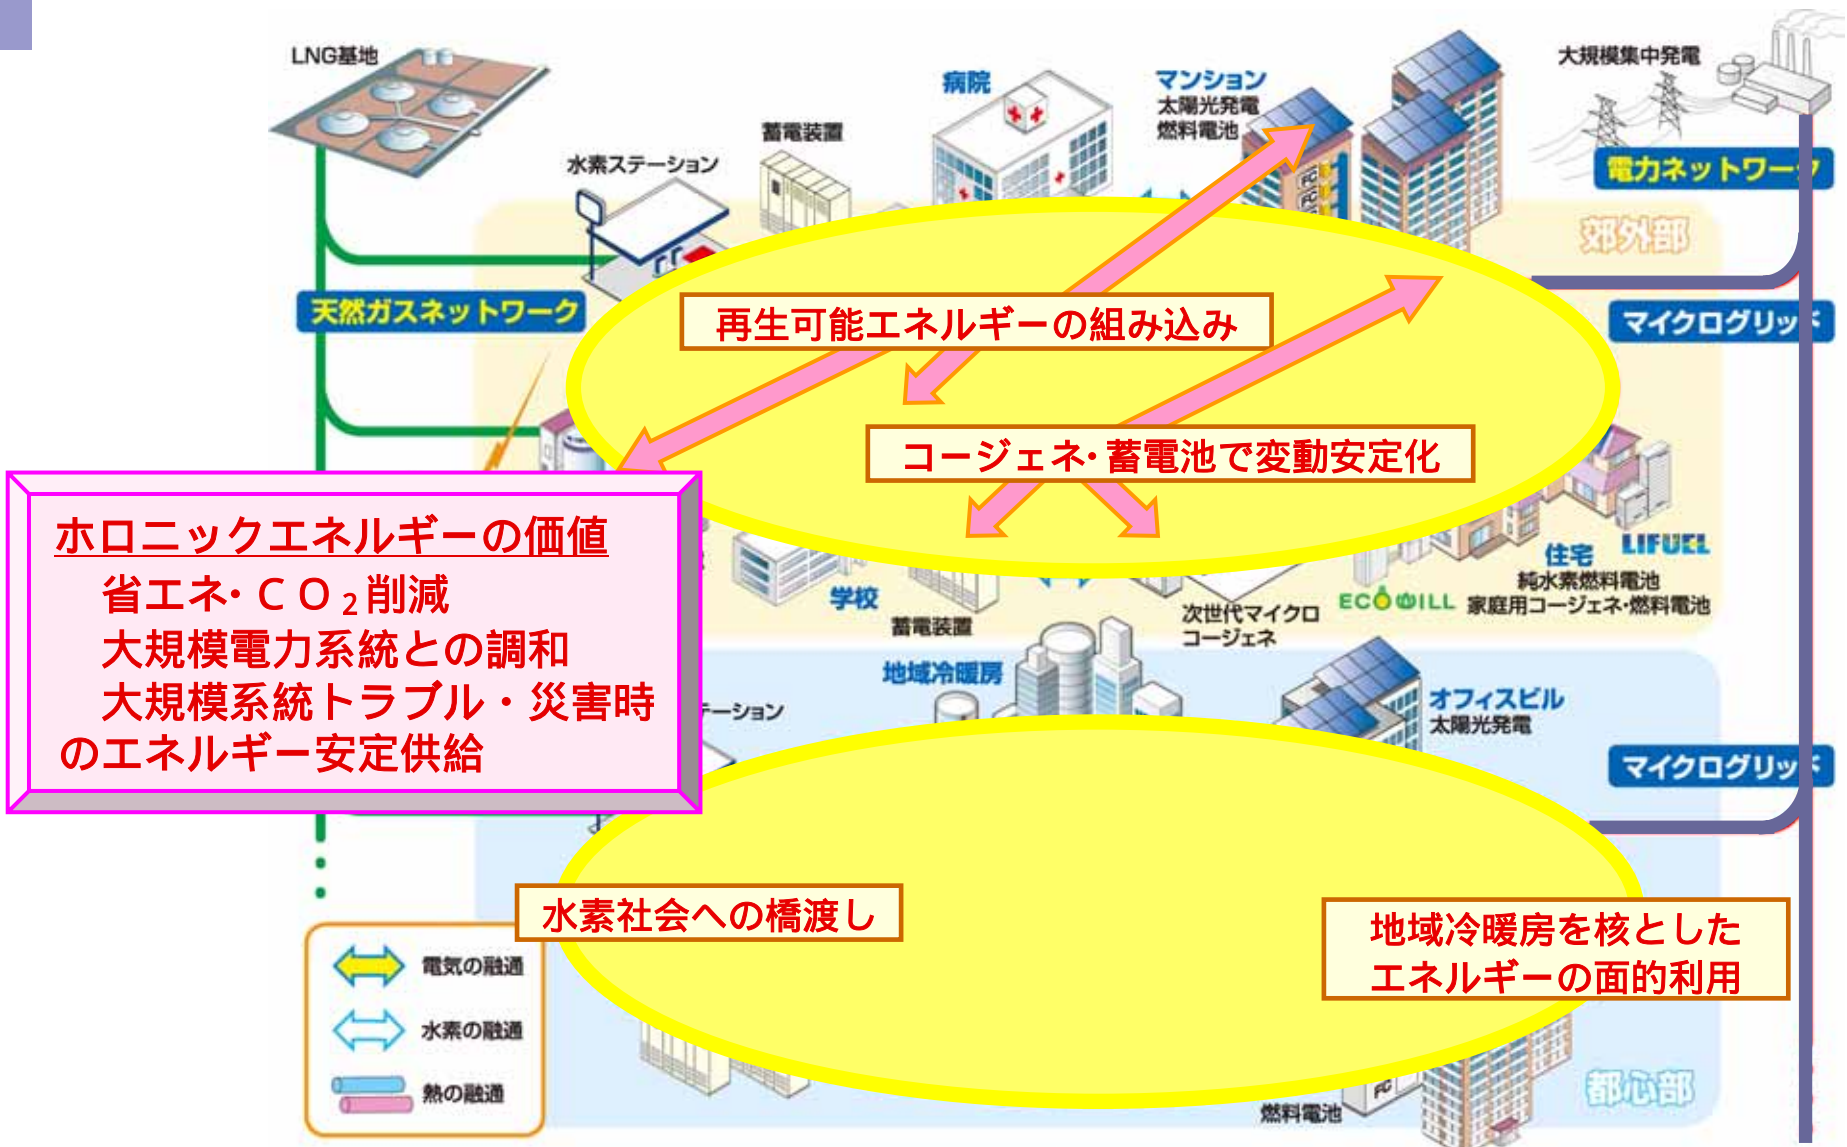 LNG基地
病院
マンション
太陽光発電
燃料電池
大規模集中発電
蓄電装置
水素ステーション
電力ネットワーク
郊外部
FC
FC
天然ガスネットワーク
再生可能エネルギーの組み込み
マイクログリッド
コージェネ・蓄電池で変動安定化
ホロニックエネルギーの価値
省エネ・CO2削減
大規模電力系統との調和
大規模系統トラブル・災害時
のエネルギー安定供給
住宅
LIFUEL
純水素燃料電池
家庭用コージェネ・燃料電池
ECOWILL
学校
蓄電装置
次世代マイクロ
コージェネ
地域冷暖房
テーション
オフィスビル
太陽光発電
マイクログリッド
水素社会への橋渡し
地域冷暖房を核とした
エネルギーの面的利用
電気の融通
水素の融通
熱の融通
FC
燃料電池
都心部